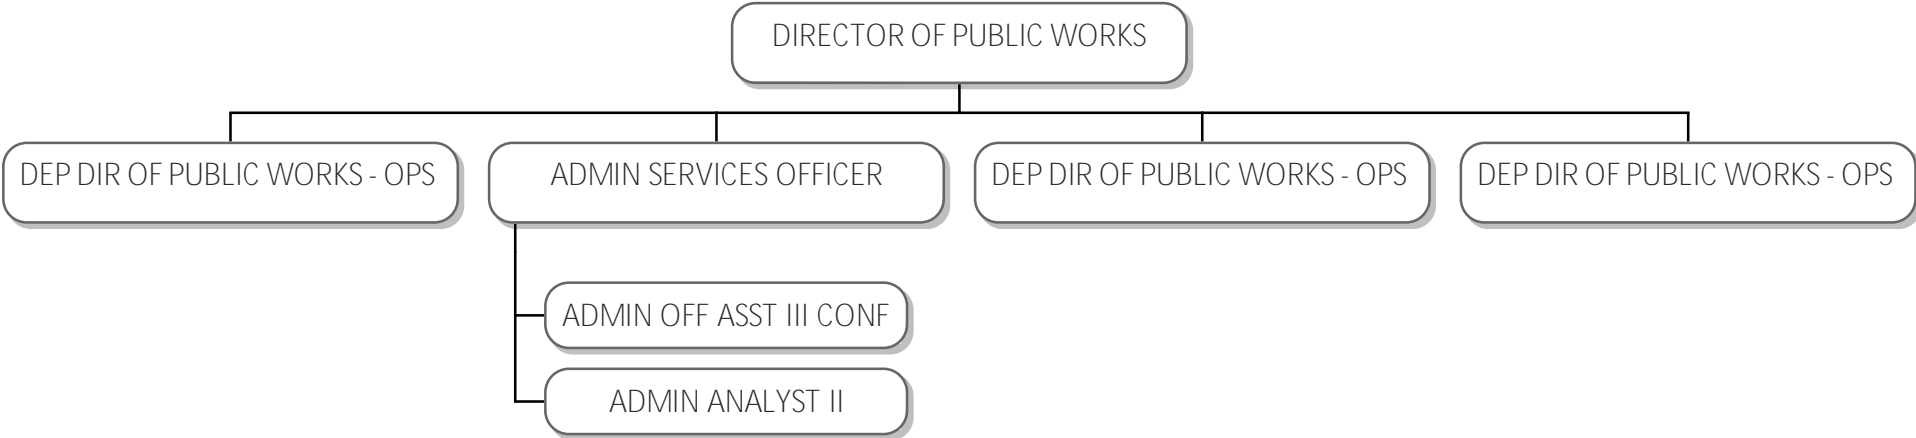 DIRECTOR OF PUBLIC WORKS
DEP DIR OF PUBLIC WORKS - OPS
ADMIN SERVICES OFFICER
DEP DIR OF PUBLIC WORKS - OPS
DEP DIR OF PUBLIC WORKS - OPS
ADMIN OFF ASST III CONF
ADMIN ANALYST II